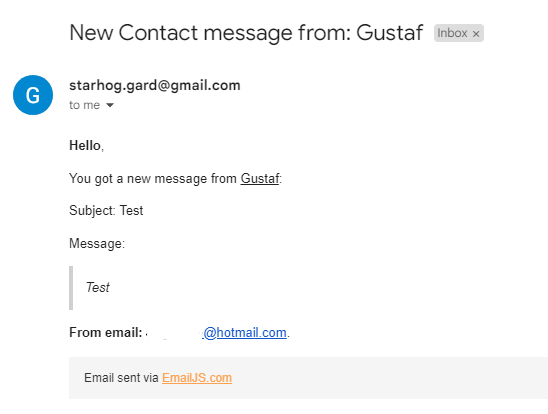 New Contact message from: Gustaf Inbox ×
G
starhog.gard@gmail.com
to me
Hello,
You got a new message from Gustaf:
Subject: Test
Message:
Test
From email: @hotmail.com.
Email sent via EmailJS.com